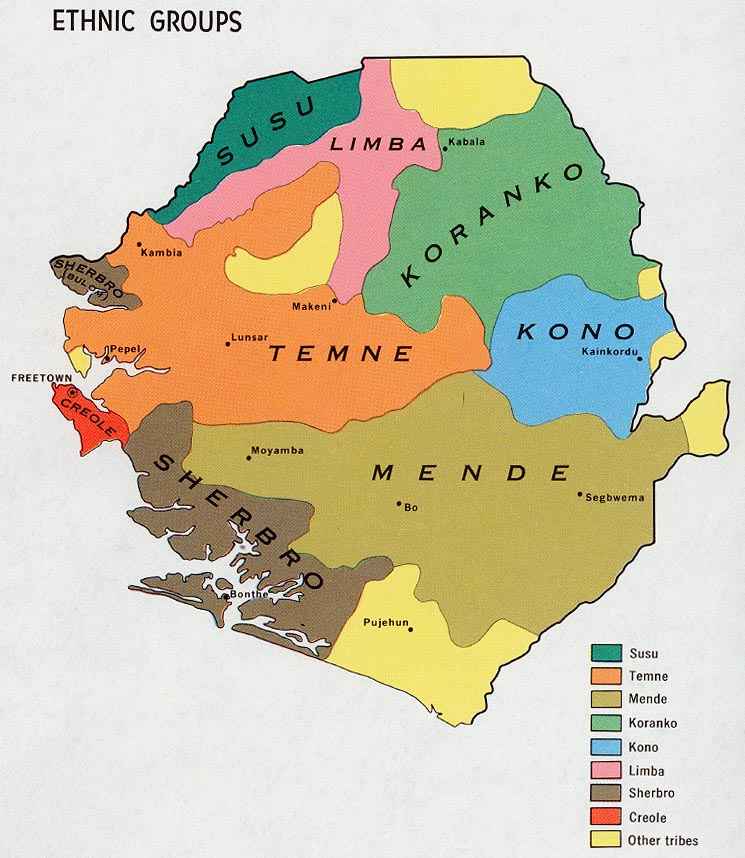 ETHNIC GROUPS
SUSU
LIMBA
Kabala
KORANKO
Kambia
SHERBRO
(BULOM)
Makeni
KONO
Kainkordu
Lunsar
TEMNE
Pepel
FREETOWN
CREOLE
Moyamba
MENDE
SHERBRO
Segbwema
Bo
Bonthe
Pujehun
Susu
Temne
Mende
Koranko
Kono
Limba
Sherbro
Creole
Other tribes